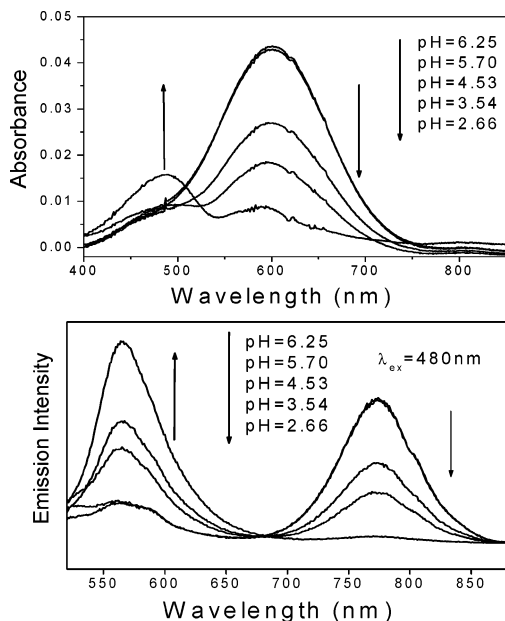 0.05
0.04
0.03
0.02
0.01
0.00
Absorbance
pH=6.25
pH=5.70
pH=4.53
pH=3.54
pH=2.66
400 500 600 700 800
Wavelength (nm)
Emission Intensity
pH=6.25
pH=5.70
pH=4.53
pH=3.54
pH=2.66
λex=480nm
550 600 650 700 750 800 850
Wavelength (nm)